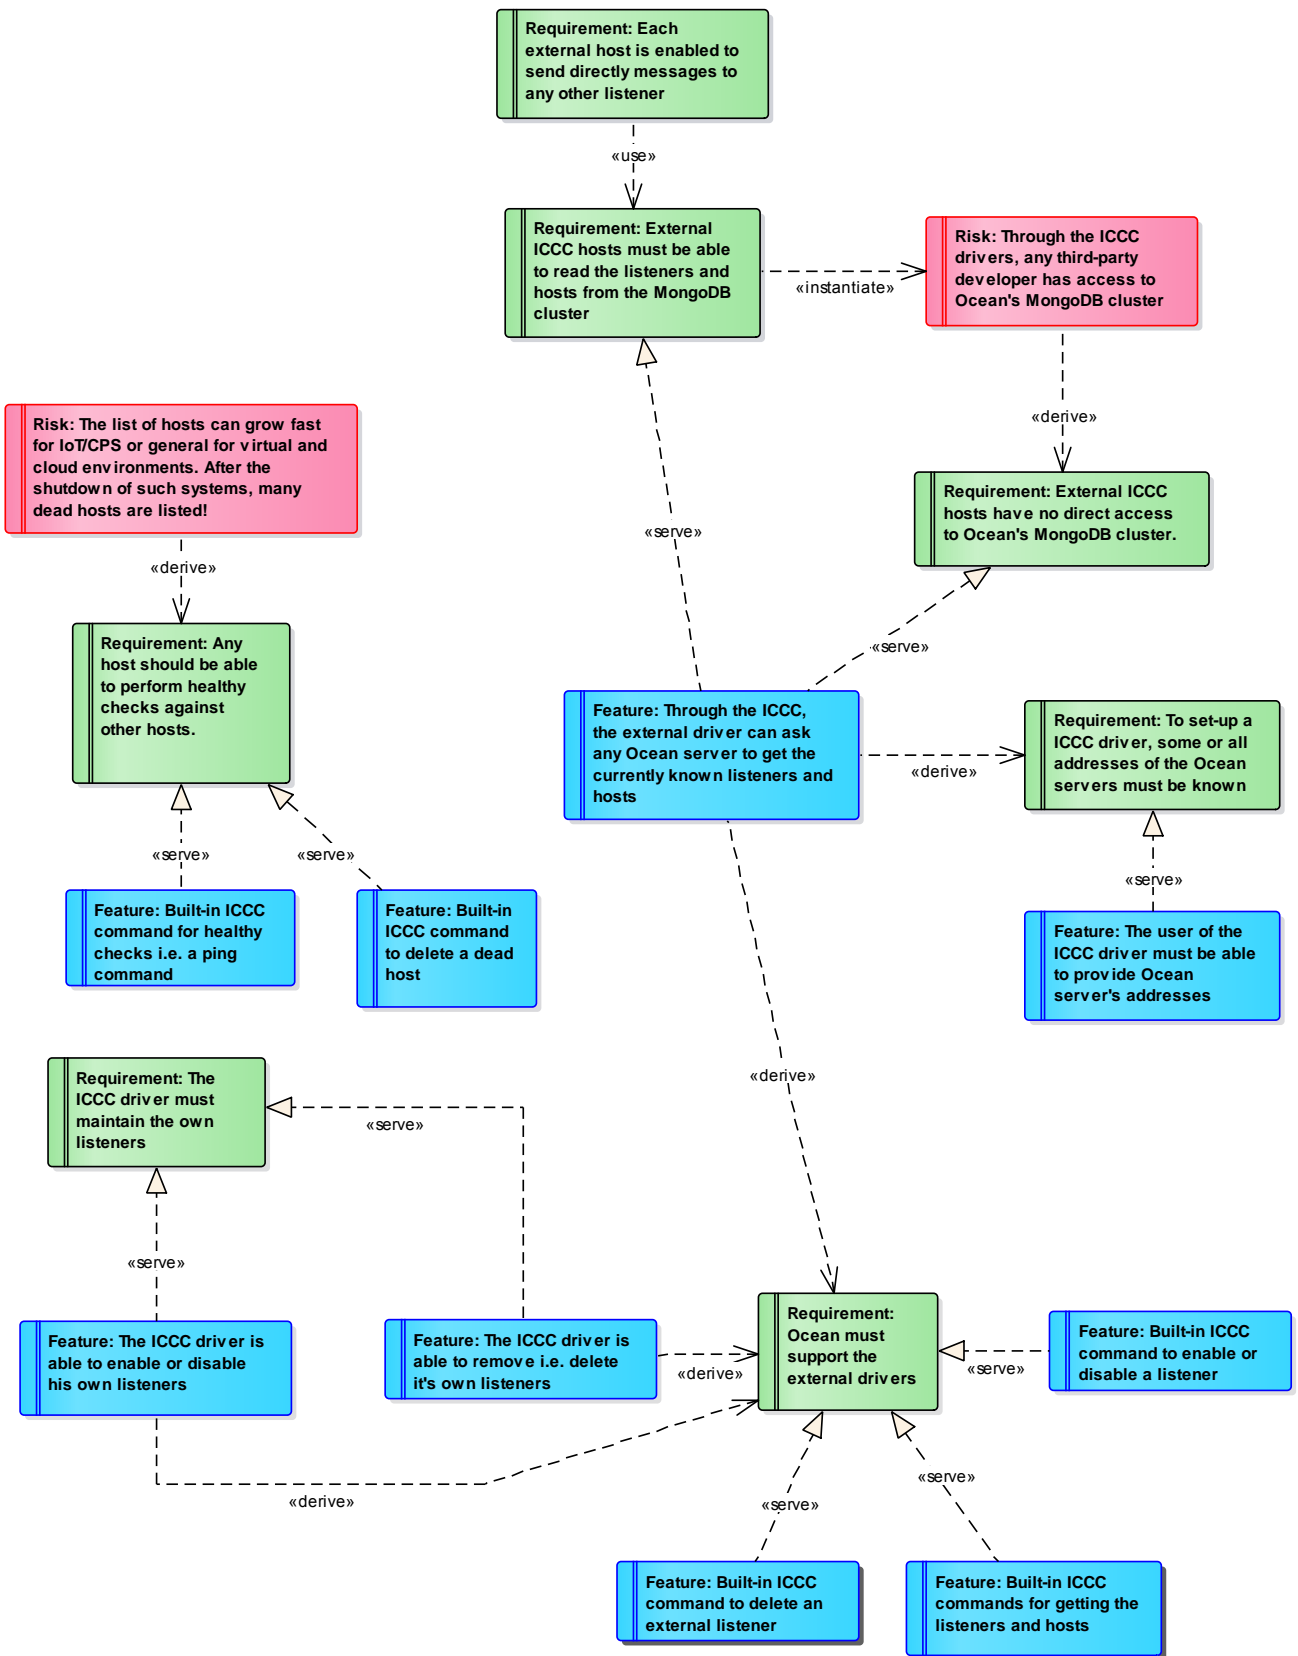 Requirement: Each
external host is enabled to
send directly messages to
any other listener
«use»
Requirement: External
ICCC hosts must be able
to read the listeners and
hosts from the MongoDB
cluster
«instantiate»
Risk: Through the ICCC
drivers, any third-party
developer has access to
Ocean's MongoDB cluster
«derive»
Risk: The list of hosts can grow fast
for IoT/CPS or general for virtual and
cloud environments. After the
shutdown of such systems, many
dead hosts are listed!
«derive»
«serve»
Requirement: External ICCC
hosts have no direct access
to Ocean's MongoDB cluster.
«serve»
Requirement: Any
host should be able
to perform healthy
checks against
other hosts.
Feature: Through the ICCC,
the external driver can ask
any Ocean server to get the
currently known listeners and
hosts
«derive»
Requirement: To set-up a
ICCC driver, some or all
addresses of the Ocean
servers must be known
«serve»
«serve»
«serve»
Feature: Built-in ICCC
command for healthy
checks i.e. a ping
command
Feature: Built-in
ICCC command
to delete a dead
host
Feature: The user of the
ICCC driver must be able
to provide Ocean
server's addresses
«derive»
Requirement: The
ICCC driver must
maintain the own
listeners
«serve»
«serve»
Feature: The ICCC driver is
able to enable or disable
his own listeners
Feature: The ICCC driver is
able to remove i.e. delete
it's own listeners
«derive»
Requirement:
Ocean must
support the
external drivers
«serve»
Feature: Built-in ICCC
command to enable or
disable a listener
«derive»
«serve»
«serve»
Feature: Built-in ICCC
command to delete an
external listener
Feature: Built-in ICCC
commands for getting the
listeners and hosts